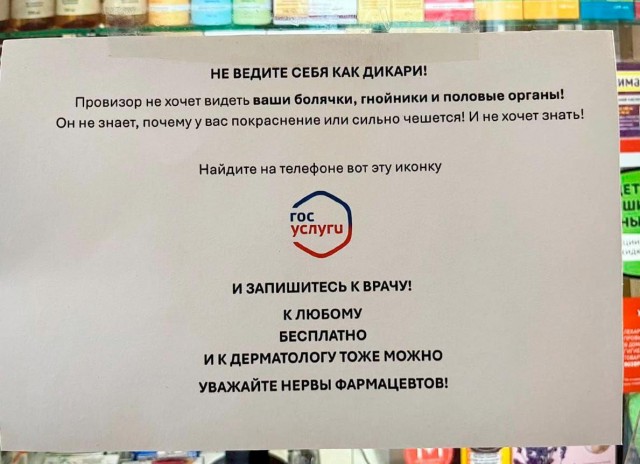 НЕ ВЕДИТЕ СЕБЯ КАК ДИКАРИ!
Провизор не хочет видеть ваши болячки, гнойники и половые органы!
Он не знает, почему у вас покраснение или сильно чешется! И не хочет знать!
Найдите на телефоне вот эту иконку
гос
услуги
И ЗАПИШИТЕСЬ К ВРАЧУ!
К ЛЮБОМУ
БЕСПЛАТНО
И К ДЕРМАТОЛОГУ ТОЖЕ МОЖНО
УВАЖАЙТЕ НЕРВЫ ФАРМАЦЕВТОВ!